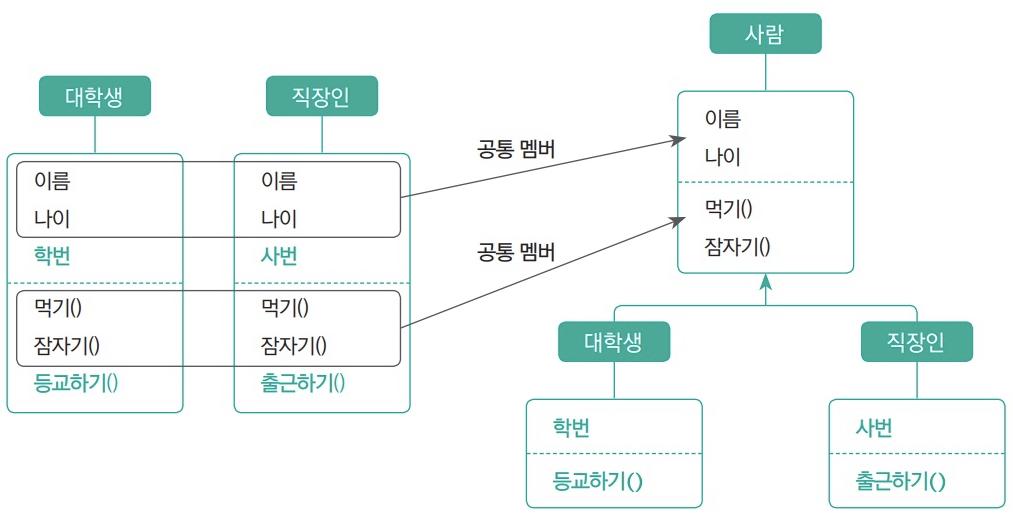 대학생
이름
나이
학번
먹기()
잠자기()
등교하기()
직장인
이름
나이
사번
먹기()
잠자기()
출근하기()
공통 멤버
공통 멤버
사람
이름
나이
먹기()
잠자기()
대학생
학번
등교하기()
직장인
사번
출근하기()